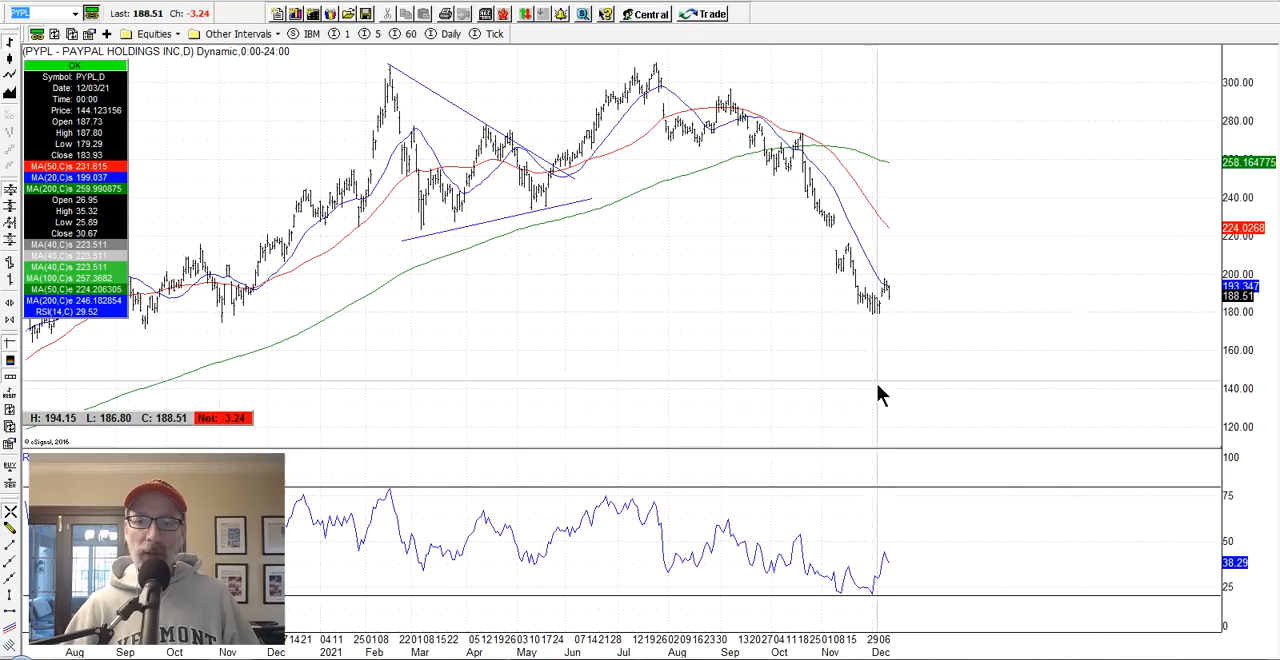 PYPL Last: 188.51 Ch: -3.24 Central Trade
Equities Other Intervals IBM 1 5 60 Daily Tick
(PYPL - PAYPAL HOLDINGS INC,D) Dynamic,0:00-24:00
OK
Symbol: PYPL,D
Date: 12/03/21
Time: 00:00
Price: 144.123156
Open 187.73
High 187.80
Low 179.29
Close 183.93
MA(50,C)s 231.615
MA(20,C)s 199.037
MA(200,C)s 259.990875
Open 26.95
High 35.32
Low 25.89
Close 30.67
MA(40,C)s 223.511
MA(40,C)s 223.511
MA(40,C)s 223.511
MA(100,C)s 257.3682
MA(50,C)e 224.206305
MA(200,C)e 246.182854
RSI(14,C) 29.52
300.00
280.00
258.164775
240.00
224.0268
220.00
200.00
193.347
188.51
180.00
160.00
140.00
120.00
H: 194.15 L: 186.80 C: 188.51 Net: -3.24
© eSignal, 2016
100
75
50
38.29
25
0
Aug Sep Oct Nov Dec 2021 Feb Mar Apr May Jun Jul Aug Sep Oct Nov Dec
BUY
RESET